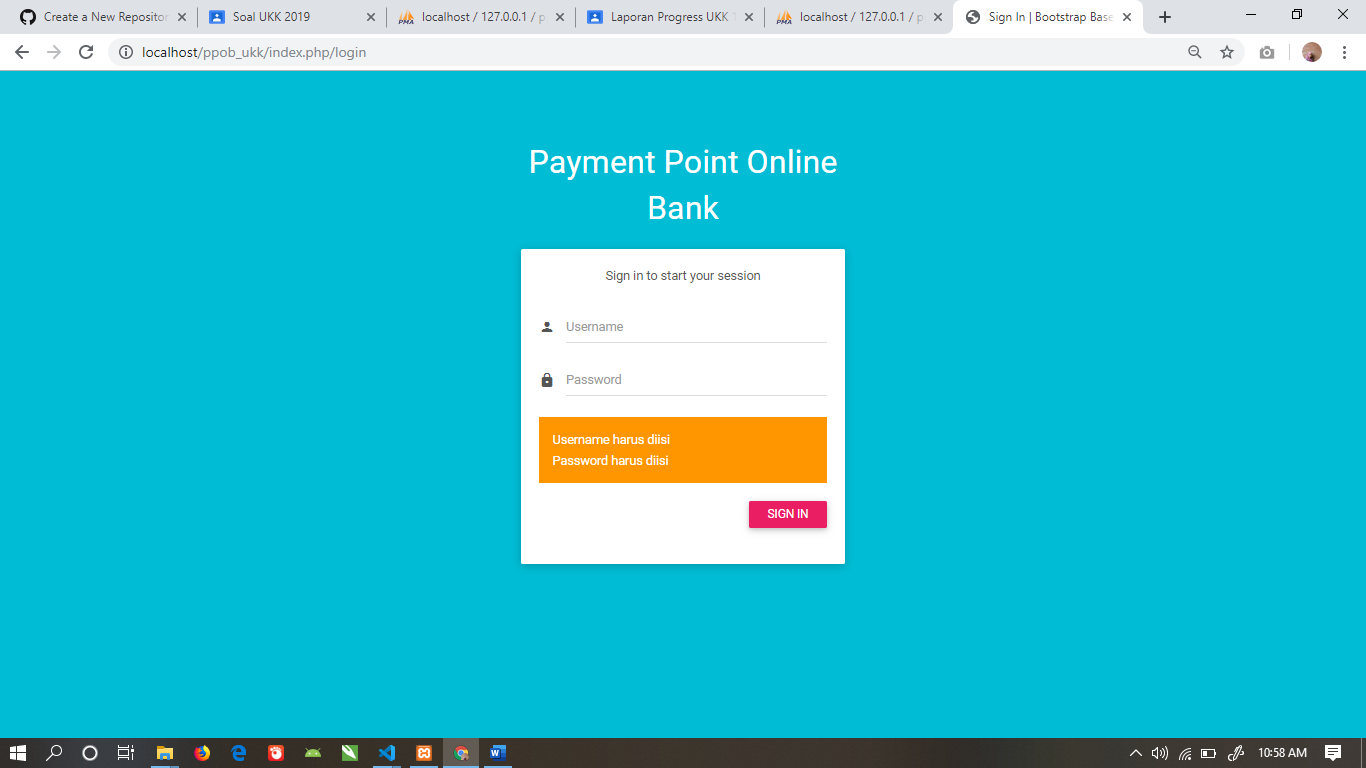 Create a New Repositor
Soal UKK 2019
localhost / 127.0.0.1 / p
Laporan Progress UKK 1
localhost / 127.0.0.1 / p
Sign In | Bootstrap Base
localhost/ppob_ukk/index.php/login
Payment Point Online
Bank
Sign in to start your session
Username
Password
Username harus diisi
Password harus diisi
SIGN IN
10:58 AM